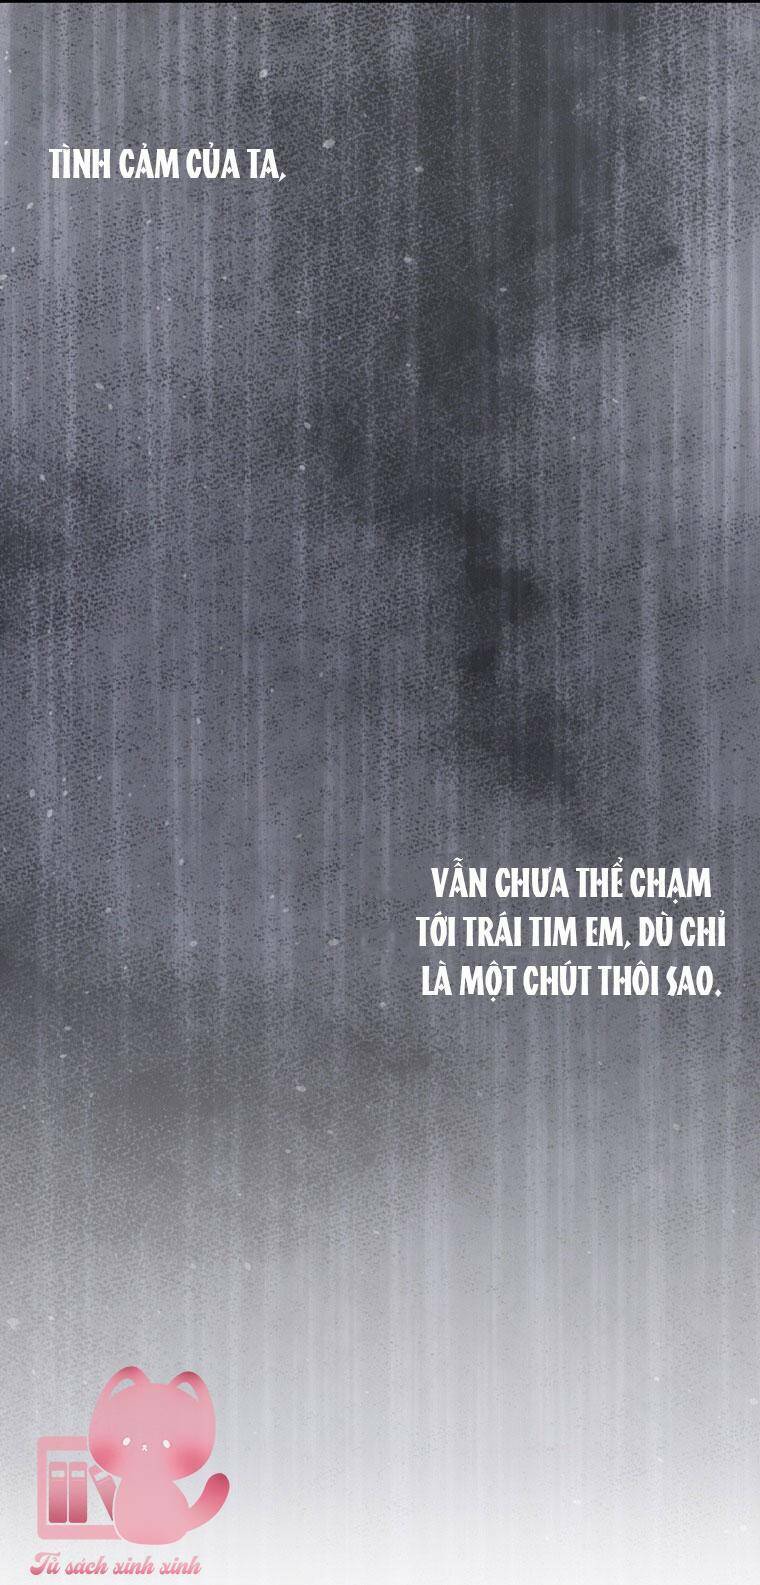 TÌNH CẢM CỦA TA,
VẪN CHƯA THỂ CHẠM
TỚI TRÁI TIM EM, DÙ CHỈ
LÀ MỘT CHÚT THÔI SAO.
Tủ sách xinh xinh